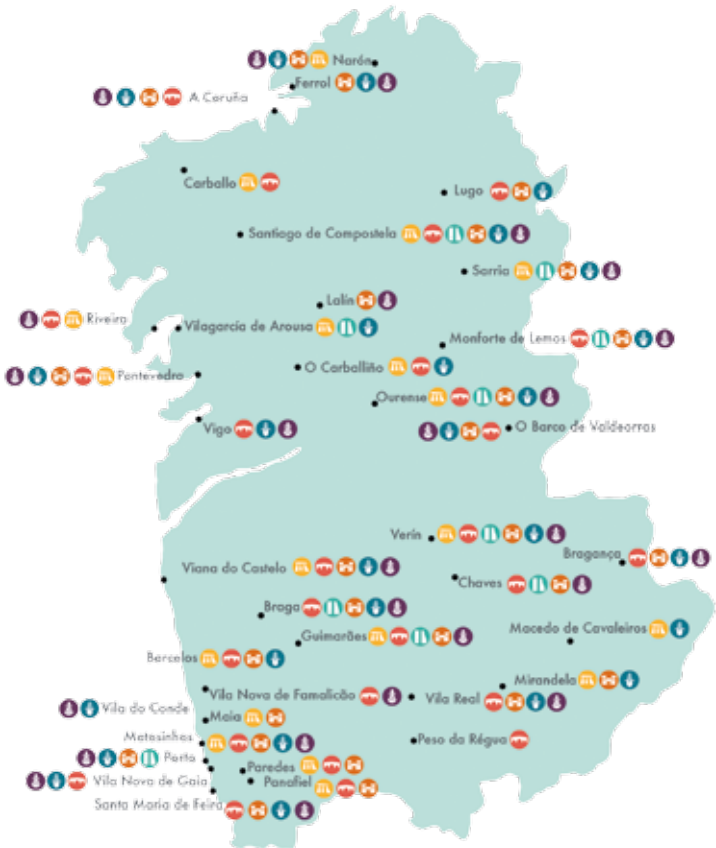 Narón
Ferrol
A Coruña
Carballo
Lugo
Santiago de Compostela
Sarria
Lalín
Riveira
Vilagarcía de Arousa
Monforte de Lemos
O Carballiño
Pontevedra
Ourense
Vigo
O Barco de Valdeorras
Verín
Bragança
Viana do Castelo
Chaves
Braga
Macedo de Cavaleiros
Guimarães
Barcelos
Mirandela
Vila Nova de Famalicão
Vila Real
Vila do Conde
Maia
Matosinhos
Peso da Régua
Porto
Paredes
Vila Nova de Gaia
Panafiel
Santa Maria de Feira